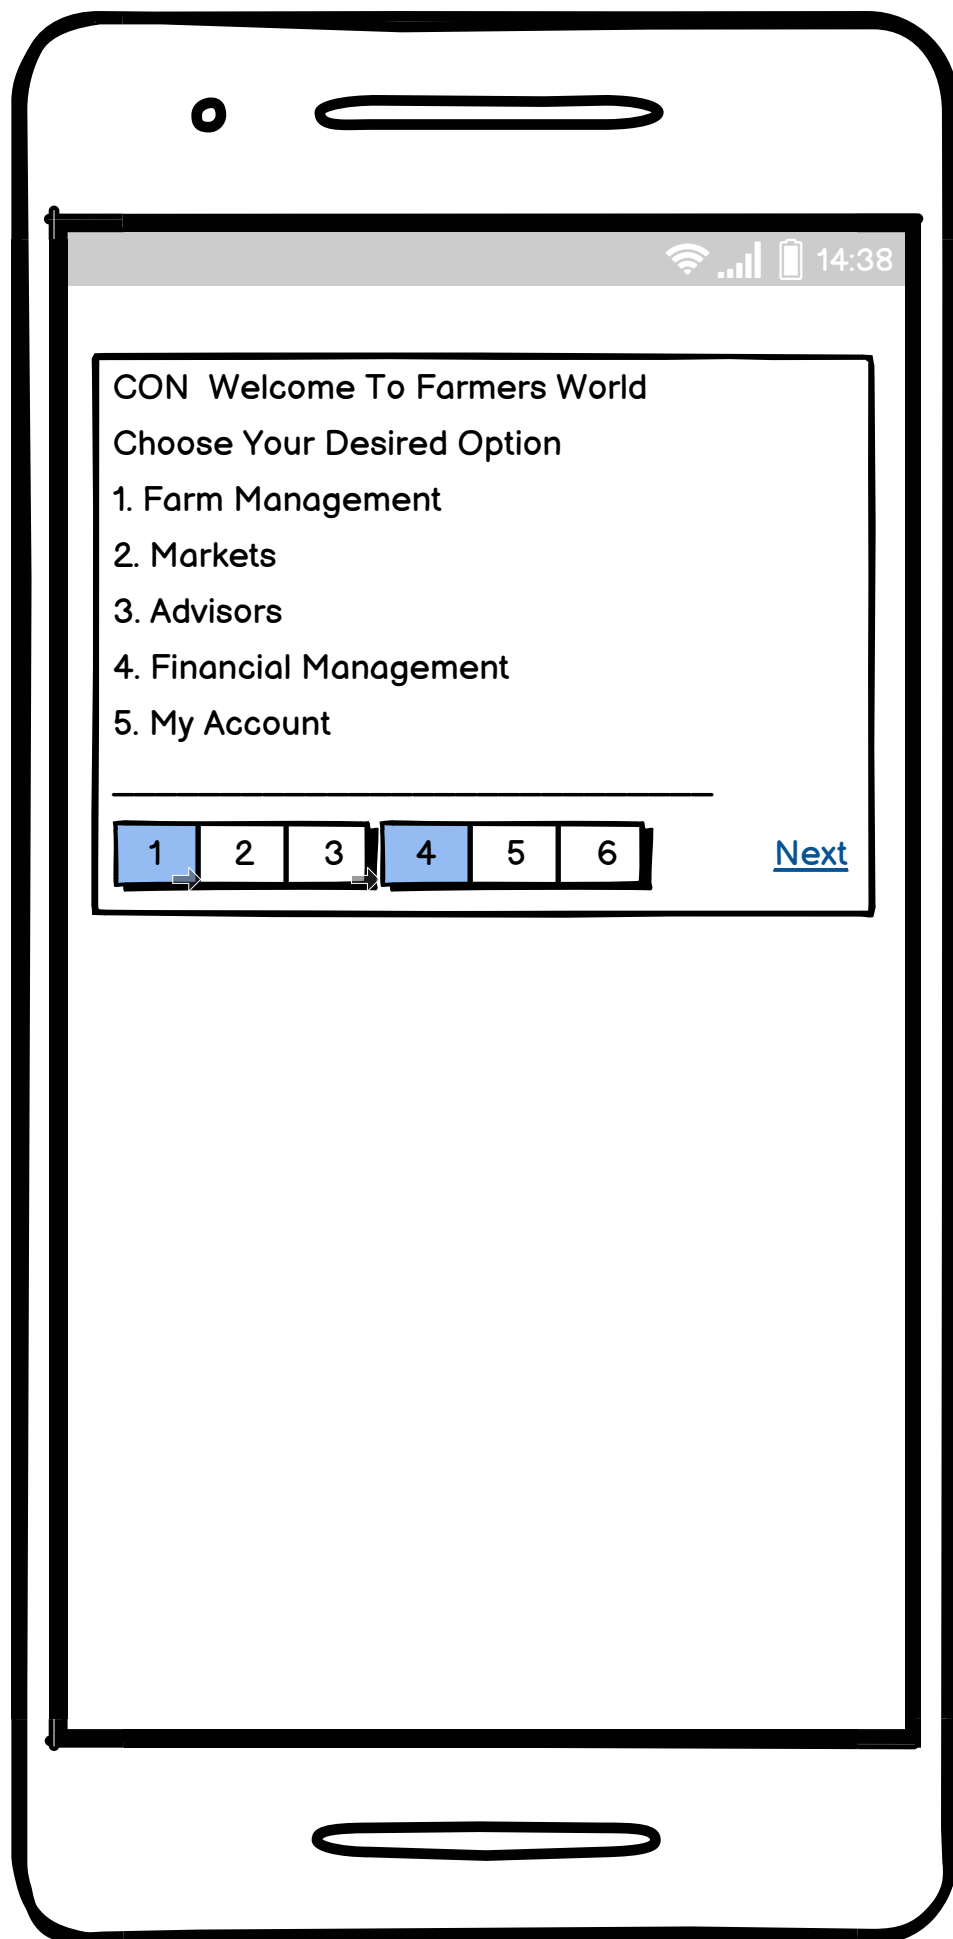 14:38
CON  Welcome To Farmers World
Choose Your Desired Option
1. Farm Management
2. Markets
3. Advisors
4. Financial Management
5. My Account
1 2 3 4 5 6 Next